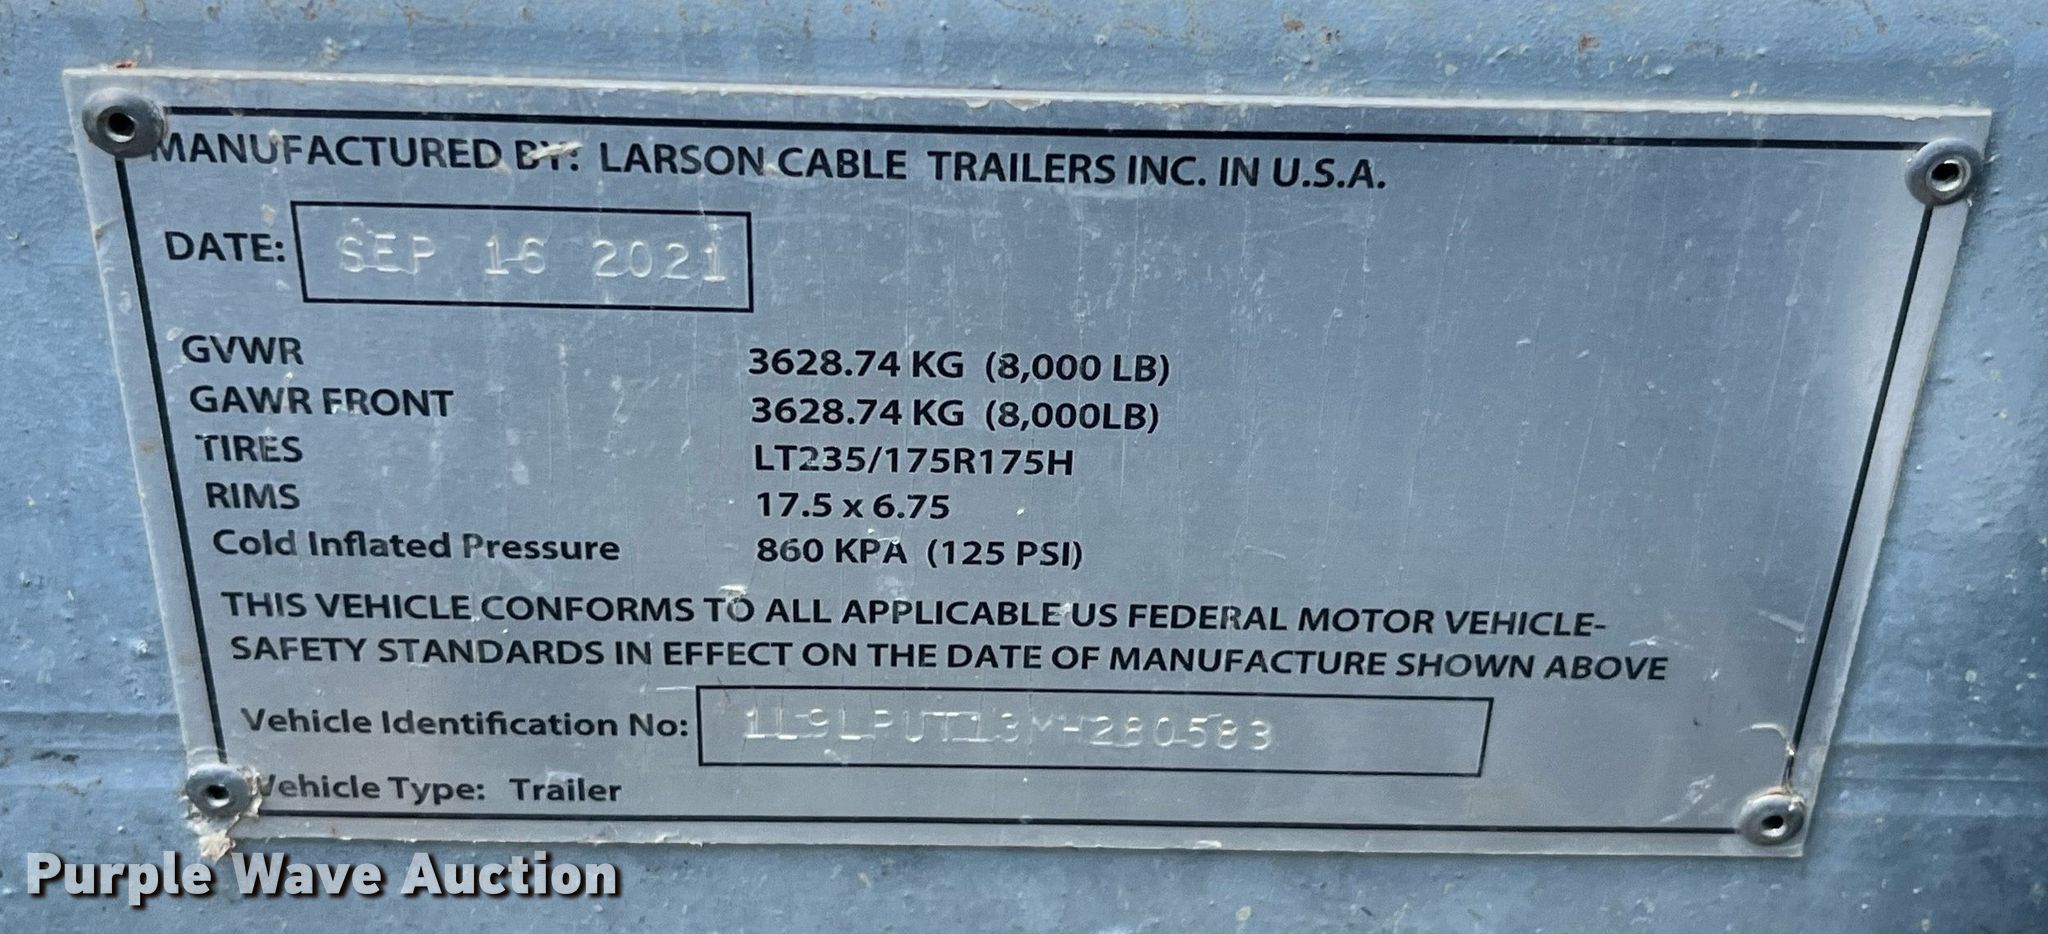 MANUFACTURED BY: LARSON CABLE TRAILERS INC. IN U.S.A.
DATE: SEP 16 2021
GVWR 3628.74 KG (8,000 LB)
GAWR FRONT 3628.74 KG (8,000LB)
TIRES LT235/175R175H
RIMS 17.5 x 6.75
Cold Inflated Pressure 860 KPA (125 PSI)
THIS VEHICLE CONFORMS TO ALL APPLICABLE US FEDERAL MOTOR VEHICLE-
SAFETY STANDARDS IN EFFECT ON THE DATE OF MANUFACTURE SHOWN ABOVE
Vehicle Identification No: 1L9LPUT13MH280583
Vehicle Type: Trailer
Purple Wave Auction